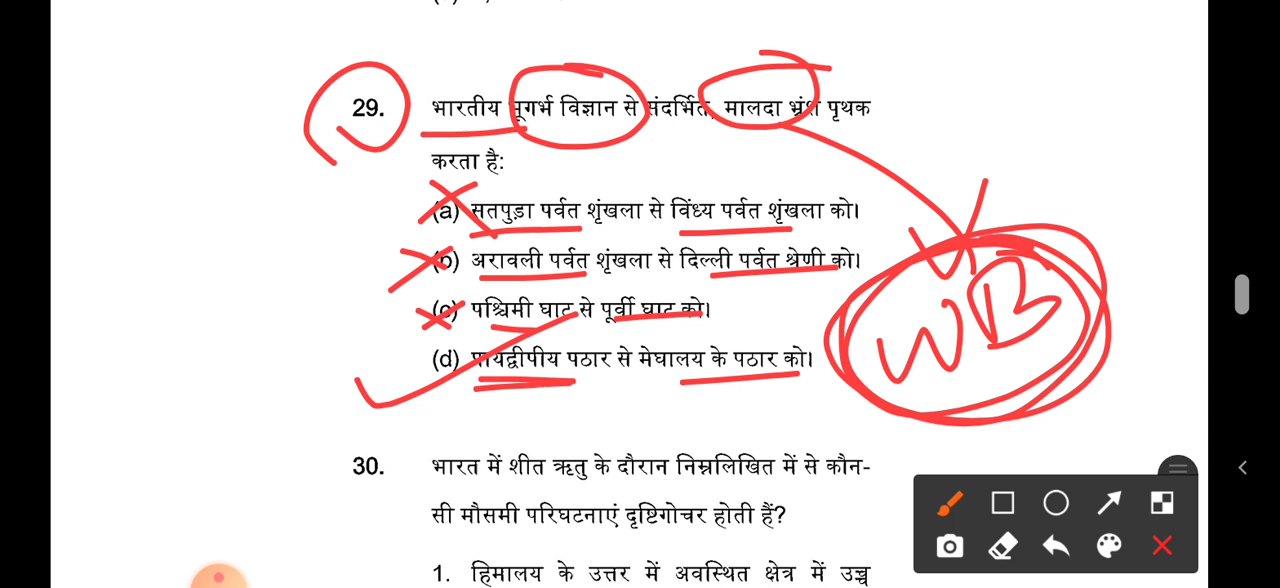 29. भारतीय भूगर्भ विज्ञान से संदर्भित, मालदा भ्रंश पृथक
करता है:
(a) सतपुड़ा पर्वत शृंखला से विंध्य पर्वत शृंखला को।
(b) अरावली पर्वत शृंखला से दिल्ली पर्वत श्रेणी को।
(c) पश्चिमी घाट से पूर्वी घाट को।
(d) प्रायद्वीपीय पठार से मेघालय के पठार को।
WB
30. भारत में शीत ऋतु के दौरान निम्नलिखित में से कौन-
सी मौसमी परिघटनाएं दृष्टिगोचर होती हैं?
1. हिमालय के उत्तर में अवस्थित क्षेत्र में उच्च